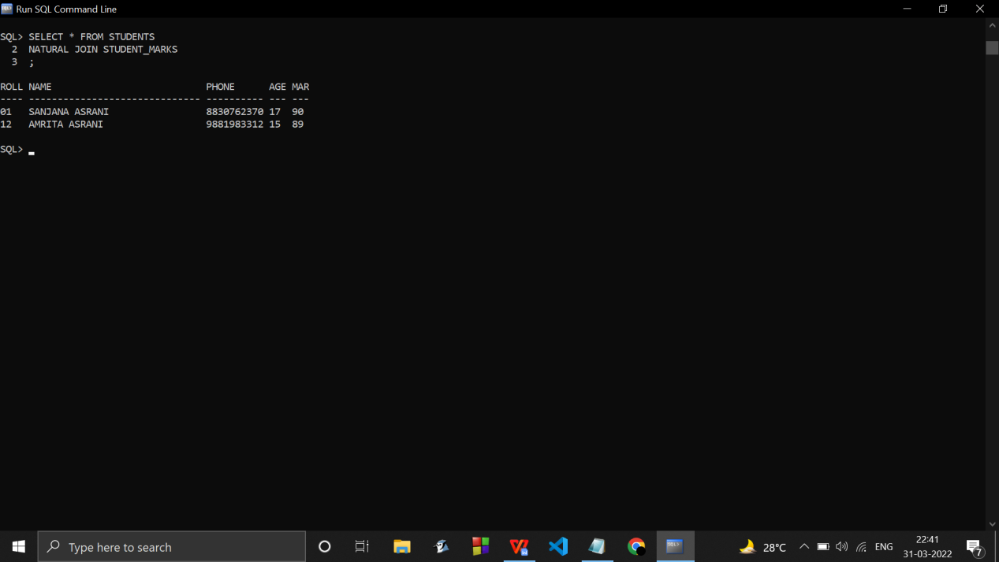 Run SQL Command Line
SQL> SELECT * FROM STUDENTS
  2  NATURAL JOIN STUDENT_MARKS
  3  ;
ROLL NAME                           PHONE      AGE MAR
---- ------------------------------ ---------- --- ---
01   SANJANA ASRANI                 8830762370 17  90
12   AMRITA ASRANI                  9881983312 15  89
SQL>
Type here to search
28°C
ENG
22:41
31-03-2022
7